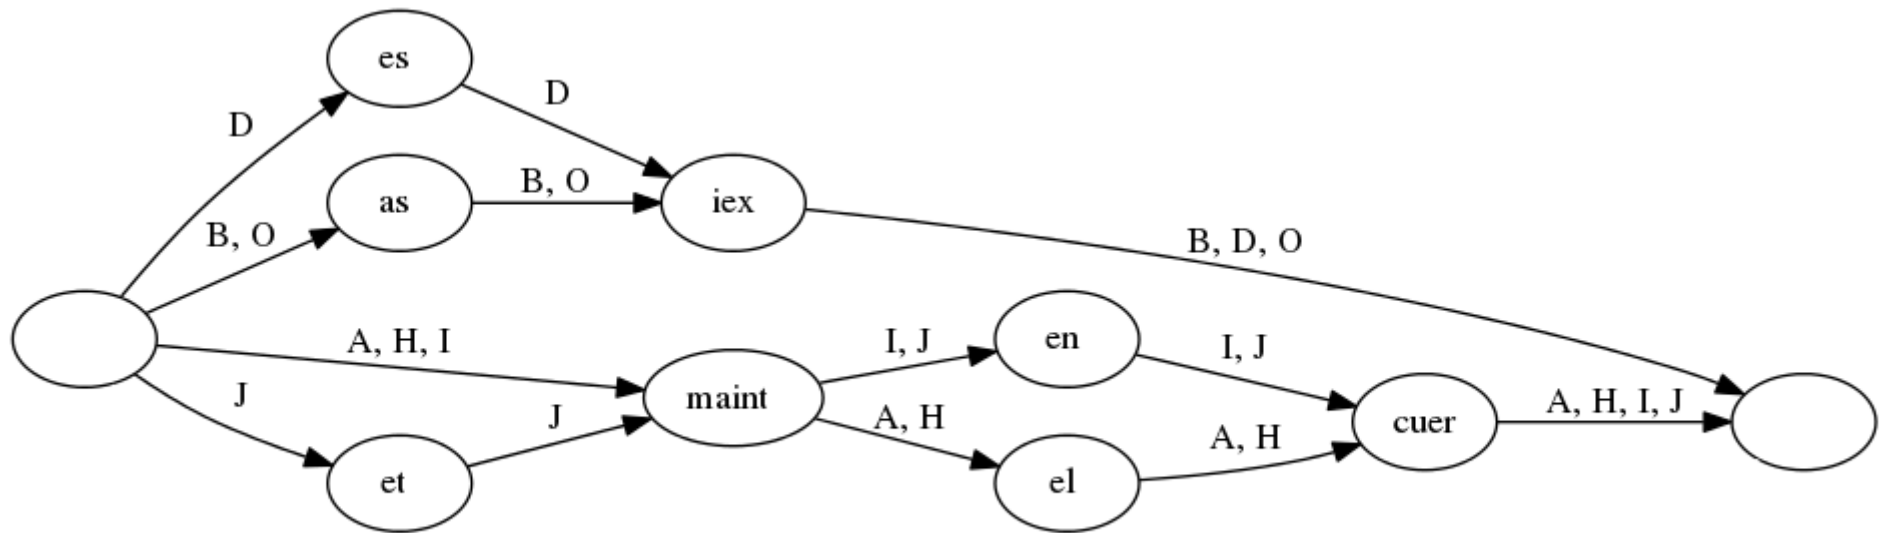 es
D
D
B, O
as
iex
B, O
B, D, O
A, H, I
I, J
en
I, J
J
maint
A, H
A, H, I, J
cuer
J
A, H
et
el